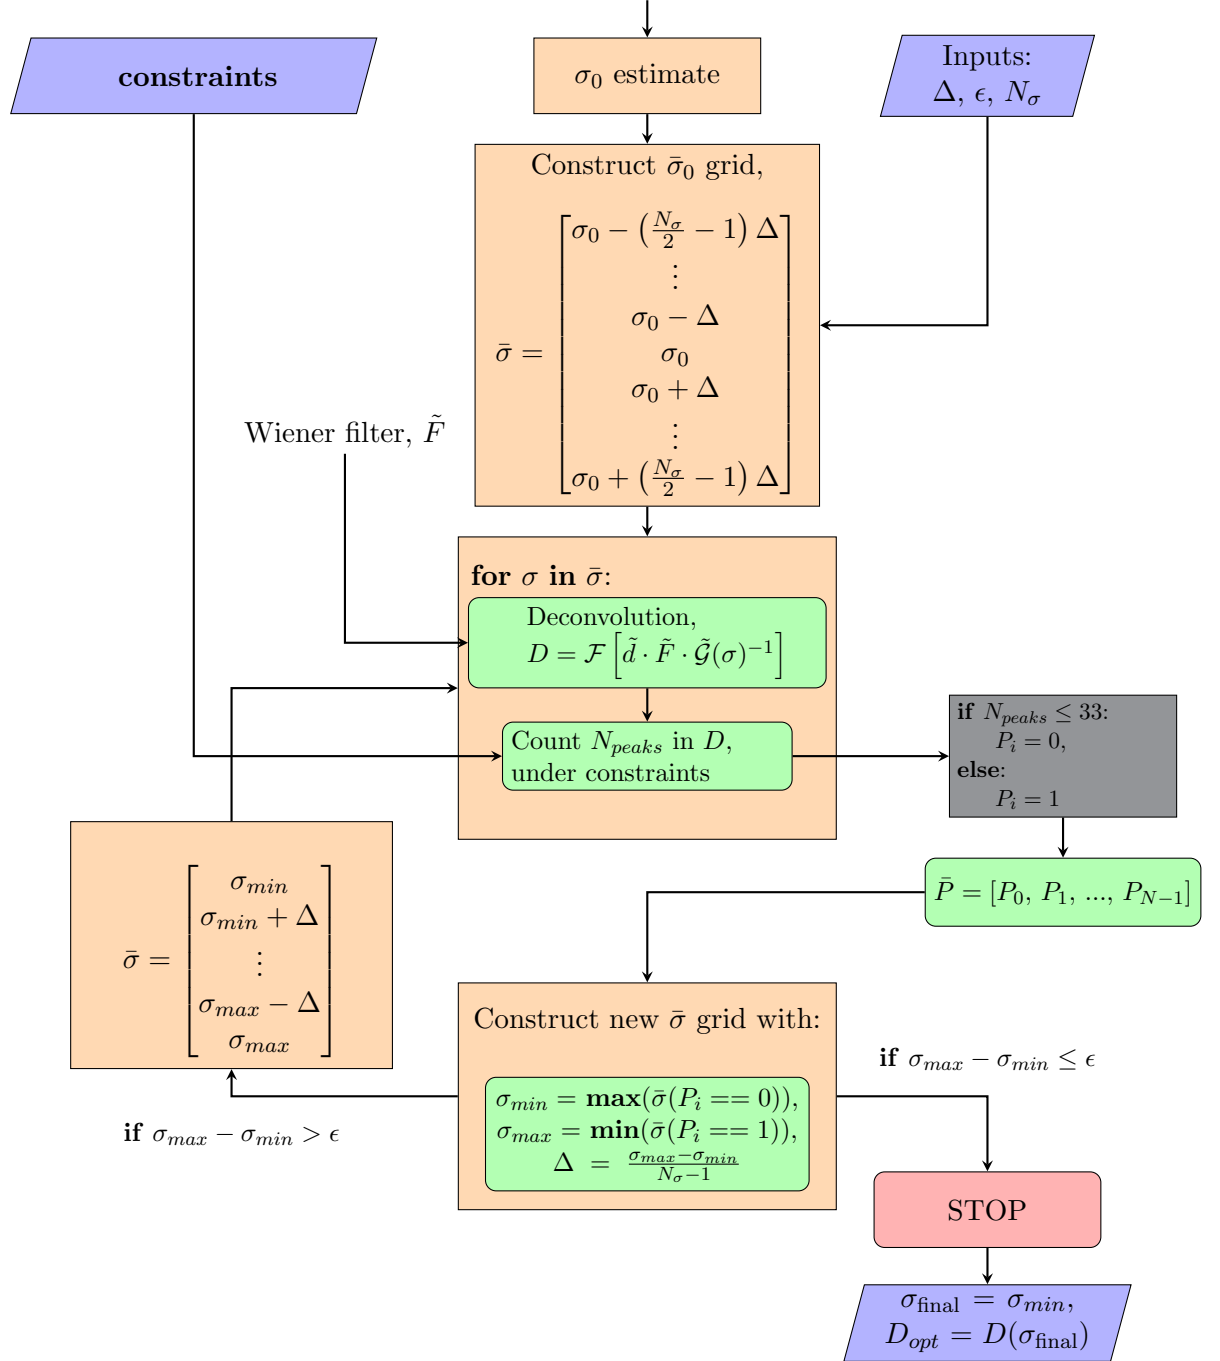 constraints
σ₀ estimate
Inputs:
Δ, ϵ, N_σ
Construct σ̄₀ grid,
σ̄ =
σ₀ − (N_σ/2 − 1) Δ
⋮
σ₀ − Δ
σ₀
σ₀ + Δ
⋮
σ₀ + (N_σ/2 − 1) Δ
Wiener filter, F̃
for σ in σ̄:
Deconvolution,
D = ℱ [d̃ · F̃ · 𝒢̃(σ)⁻¹]
Count N_peaks in D,
under constraints
if N_peaks ≤ 33:
P_i = 0,
else:
P_i = 1
P̄ = [P₀, P₁, ..., P_{N−1}]
σ̄ =
σ_min
σ_min + Δ
⋮
σ_max − Δ
σ_max
Construct new σ̄ grid with:
σ_min = max(σ̄(P_i == 0)),
σ_max = min(σ̄(P_i == 1)),
Δ = (σ_max − σ_min)/(N_σ − 1)
if σ_max − σ_min > ϵ
if σ_max − σ_min ≤ ϵ
STOP
σ_final = σ_min,
D_opt = D(σ_final)